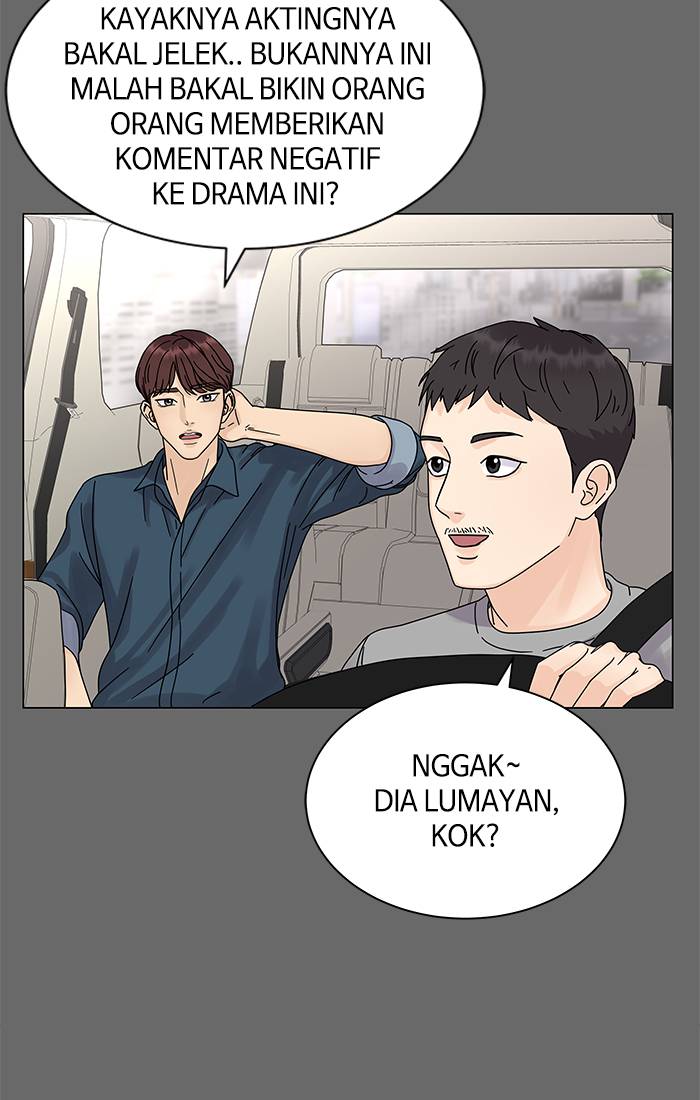 KAYAKNYA AKTINGNYA
BAKAL JELEK.. BUKANNYA INI
MALAH BAKAL BIKIN ORANG
ORANG MEMBERIKAN
KOMENTAR NEGATIF
KE DRAMA INI?
NGGAK~
DIA LUMAYAN,
KOK?